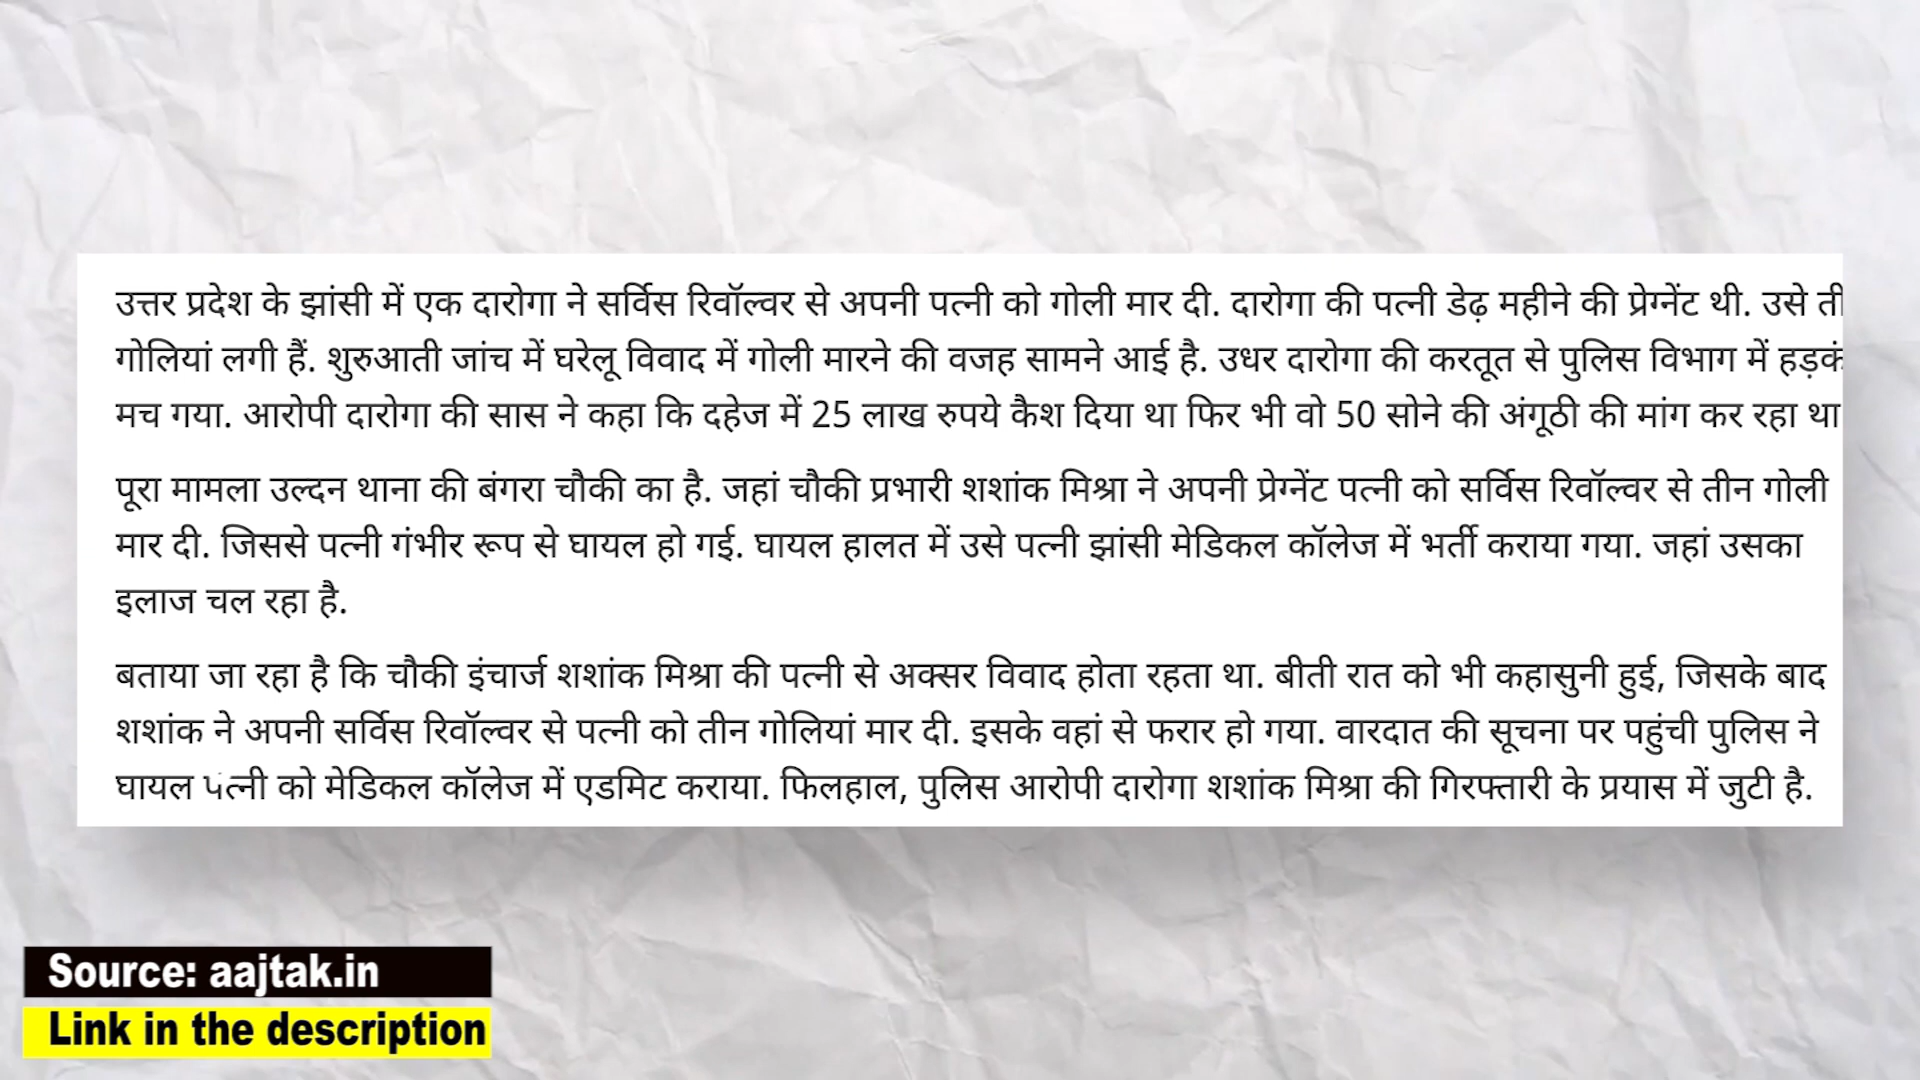 उत्तर प्रदेश के झांसी में एक दारोगा ने सर्विस रिवॉल्वर से अपनी पत्नी को गोली मार दी. दारोगा की पत्नी डेढ़ महीने की प्रेग्नेंट थी. उसे ती
गोलियां लगी हैं. शुरुआती जांच में घरेलू विवाद में गोली मारने की वजह सामने आई है. उधर दारोगा की करतूत से पुलिस विभाग में हड़कं
मच गया. आरोपी दारोगा की सास ने कहा कि दहेज में 25 लाख रुपये कैश दिया था फिर भी वो 50 सोने की अंगूठी की मांग कर रहा था
पूरा मामला उल्दन थाना की बंगरा चौकी का है. जहां चौकी प्रभारी शशांक मिश्रा ने अपनी प्रेग्नेंट पत्नी को सर्विस रिवॉल्वर से तीन गोली
मार दी. जिससे पत्नी गंभीर रूप से घायल हो गई. घायल हालत में उसे पत्नी झांसी मेडिकल कॉलेज में भर्ती कराया गया. जहां उसका
इलाज चल रहा है.
बताया जा रहा है कि चौकी इंचार्ज शशांक मिश्रा की पत्नी से अक्सर विवाद होता रहता था. बीती रात को भी कहासुनी हुई, जिसके बाद
शशांक ने अपनी सर्विस रिवॉल्वर से पत्नी को तीन गोलियां मार दी. इसके वहां से फरार हो गया. वारदात की सूचना पर पहुंची पुलिस ने
घायल पत्नी को मेडिकल कॉलेज में एडमिट कराया. फिलहाल, पुलिस आरोपी दारोगा शशांक मिश्रा की गिरफ्तारी के प्रयास में जुटी है.
Source: aajtak.in
Link in the description